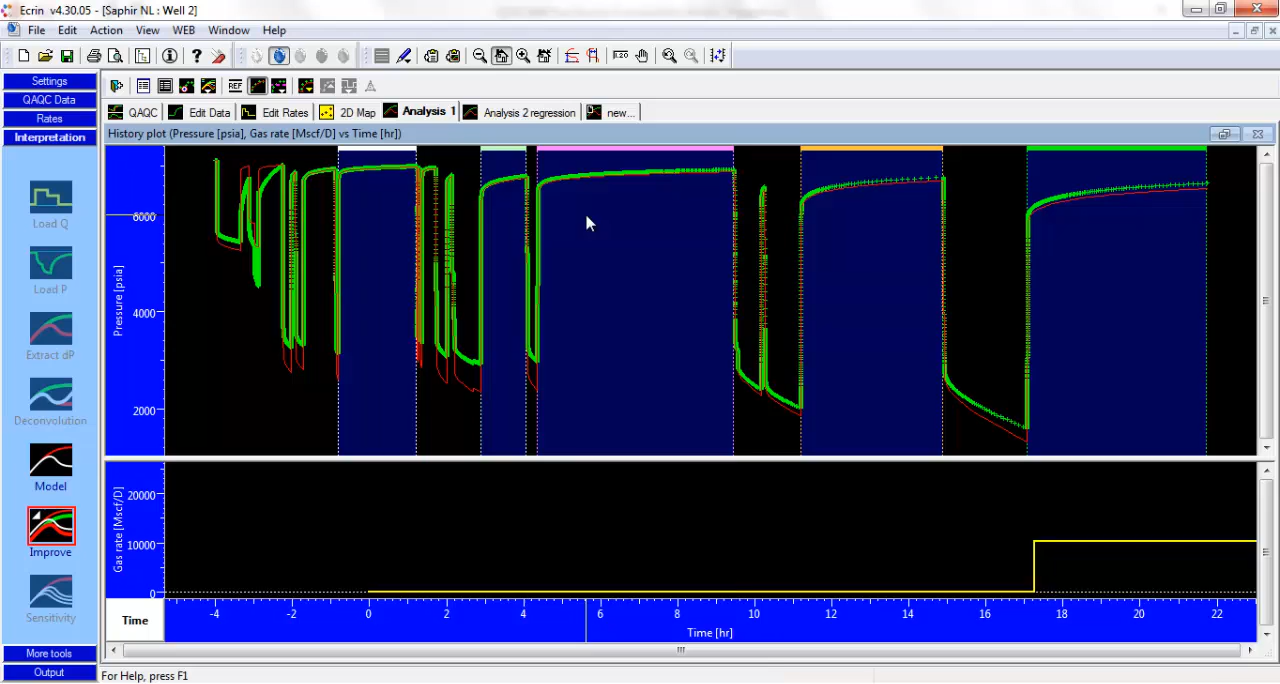 Ecrin v4.30.05 - [Saphir NL : Well 2]
File Edit Action View WEB Window Help
Settings
QAQC Data
Rates
Interpretation
Load Q
Load P
Extract dP
Deconvolution
Model
Improve
Sensitivity
More tools
Output
REF
QAQC Edit Data Edit Rates 2D Map Analysis 1 Analysis 2 regression new...
History plot (Pressure [psia], Gas rate [Mscf/D] vs Time [hr])
Pressure [psia]
6000
4000
2000
Gas rate [Mscf/D]
20000
10000
0
-4 -2 0 2 4 6 8 10 12 14 16 18 20 22
Time
Time [hr]
For Help, press F1